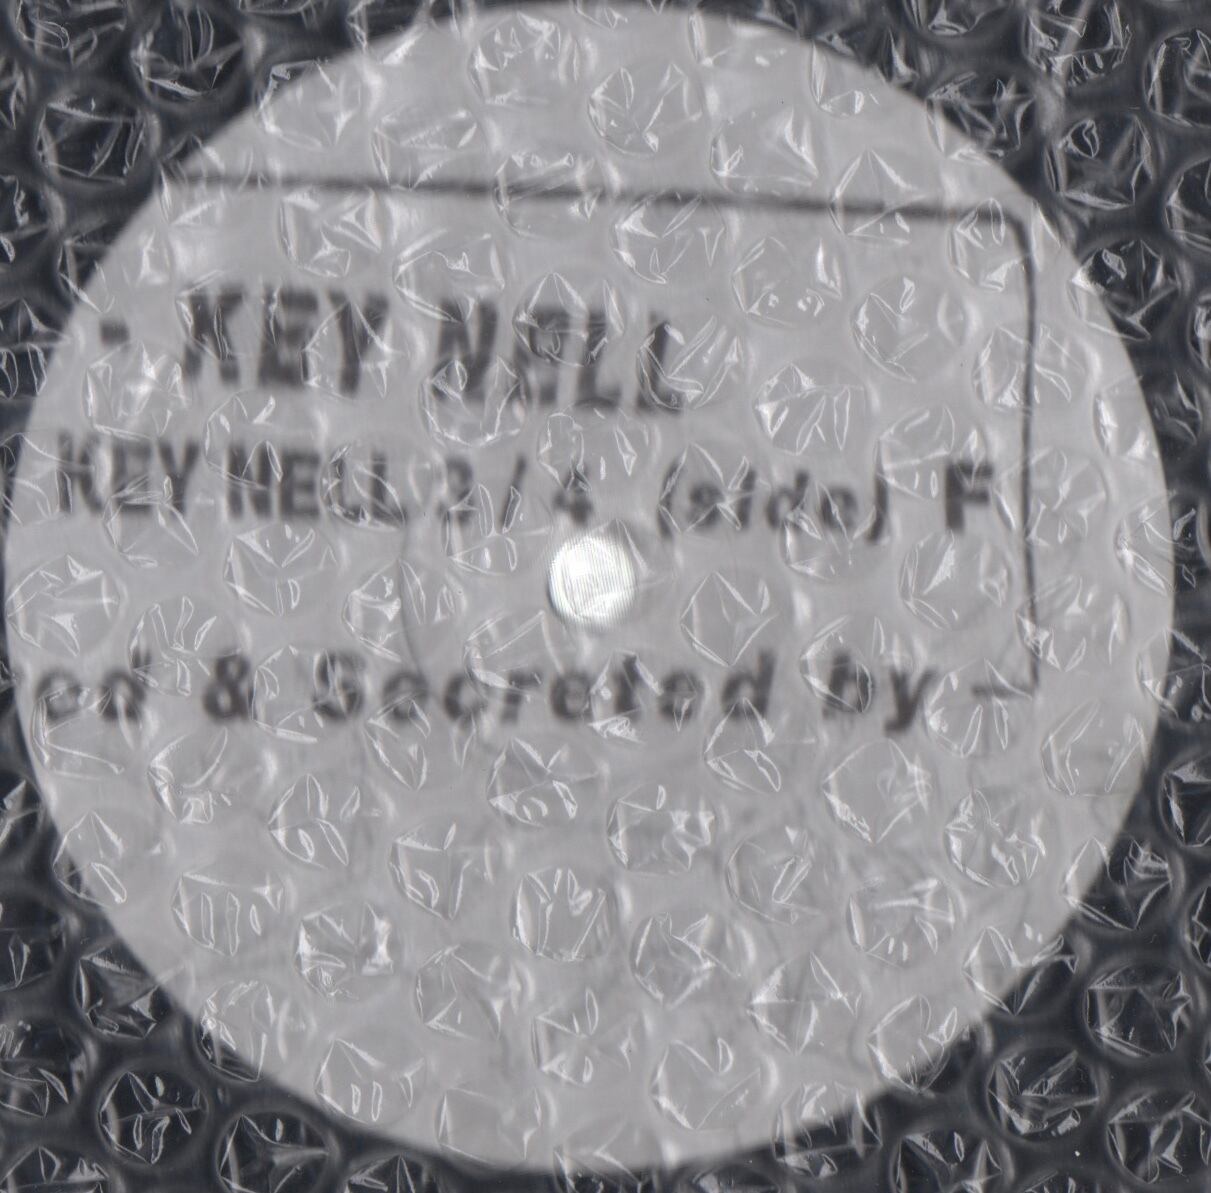 - KEY NELL
KEY NELL 3/4 (side) F
ed & Secreted by -